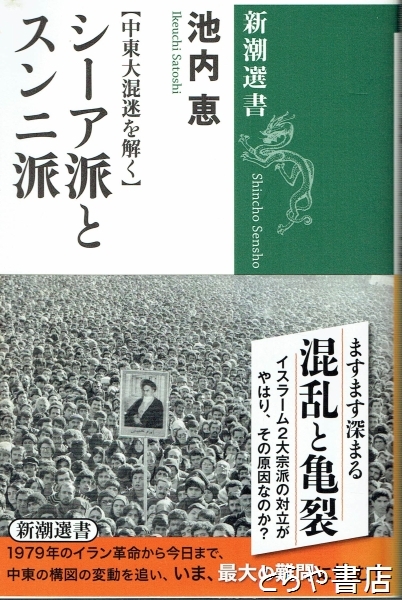 新潮選書
Shincho Sensho
池内 恵
Ikeuchi Satoshi
【中東大混迷を解く】
シーア派と
スンニ派
ますます深まる
混乱と亀裂
イスラーム2大宗派の対立が
やはり、その原因なのか?
新潮選書
1979年のイラン革命から今日まで、
中東の構図の変動を追い、いま、最大の難問に
とらや書店